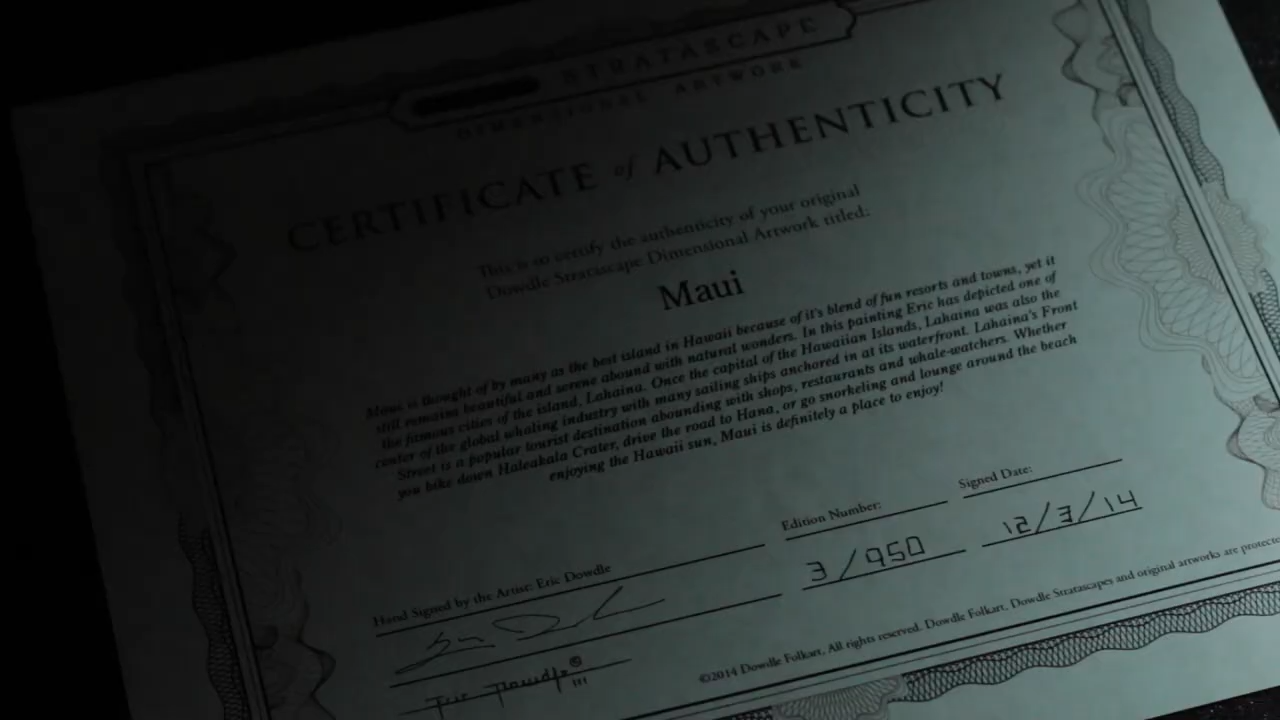 STRATASCAPE
DIMENSIONAL ARTWORK
CERTIFICATE of AUTHENTICITY
This is to certify the authenticity of your original
Dowdle Stratascape Dimensional Artwork titled:
Maui
Maui is thought of by many as the best island in Hawaii because of it's blend of fun resorts and towns, yet it
still remains beautiful and serene abound with natural wonders. In this painting Eric has depicted one of
the famous cities of the island, Lahaina. Once the capital of the Hawaiian Islands, Lahaina was also the
center of the global whaling industry with many sailing ships anchored in at its waterfront. Lahaina's Front
Street is a popular tourist destination abounding with shops, restaurants and whale-watchers. Whether
you bike down Haleakala Crater, drive the road to Hana, or go snorkeling and lounge around the beach
enjoying the Hawaii sun, Maui is definitely a place to enjoy!
Hand Signed by the Artist: Eric Dowdle
Edition Number:
Signed Date:
3/950
12/3/14
Eric Dowdle®
©2014 Dowdle Folkart, All rights reserved. Dowdle Folkart, Dowdle Stratascapes and original artworks are protecte